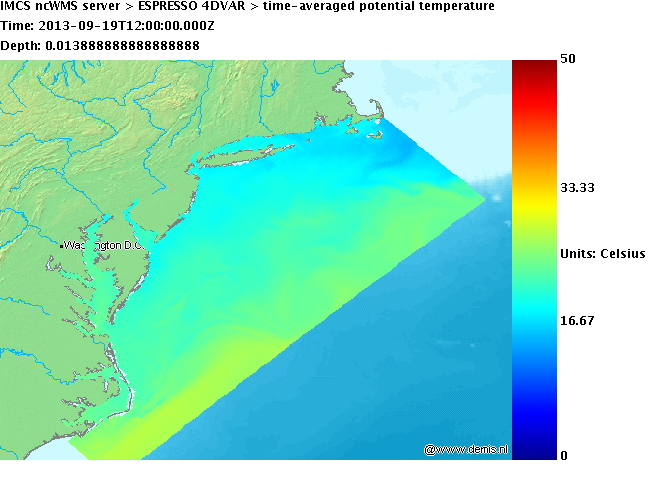 IMCS ncWMS server > ESPRESSO 4DVAR > time-averaged potential temperature
Time: 2013-09-19T12:00:00.000Z
Depth: 0.013888888888888888
50
33.33
Units: Celsius
16.67
0
Washington D.C.
@www.demis.nl